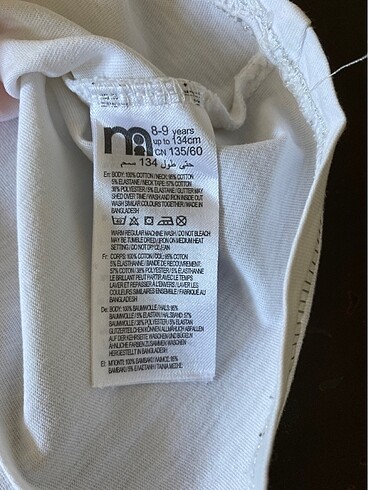 m
8-9 years
up to 134cm
CN 135/60
حتى طول 134 سم
En: BODY: 100% COTTON / NECK: 95% COTTON
5% ELASTANE / NECK TAPE: 57% COTTON
38% POLYESTER / 5% ELASTANE / GLITTER MAY
SHED OVER TIME / WASH AND IRON INSIDE OUT
WASH SIMILAR COLOURS TOGETHER / MADE IN
BANGLADESH
WARM REGULAR MACHINE WASH / DO NOT BLEACH
MAY BE TUMBLE DRIED / IRON ON MEDIUM HEAT
SETTING / DO NOT DRY CLEAN
Fr: CORPS: 100% COTON / COL: 95% COTON
5% ÉLASTHANNE / BANDE DE RECOUVREMENT:
57% COTON / 38% POLYESTER / 5% ÉLASTHANNE
LE BRILLANT PEUT PARTIR AVEC LE TEMPS
LAVER ET REPASSER À L'ENVERS / LAVER LES
COULEURS SIMILAIRES ENSEMBLE / FABRIQUÉ AU
BANGLADESH
De: BODY: 100% BAUMWOLLE / HALS: 95%
BAUMWOLLE / 5% ELASTAN / HALSBAND: 57%
BAUMWOLLE / 38% POLYESTER / 5% ELASTAN
GLITZERTEILCHEN KÖNNEN ALLMÄHLICH ABFALLEN
AUF DER KEHRSEITE WASCHEN UND BÜGELN
ÄHNLICHE FARBEN ZUSAMMEN WASCHEN
HERGESTELLT IN BANGLADESH
El: ΜΠΟΥΤΙ: 100% ΒΑΜΒΑΚΙ / ΛΑΙΜΟΣ: 95%
ΒΑΜΒΑΚΙ / 5% ΕΛΑΣΤΑΝΗ / ΤΑΙΝΙΑ ΜΕΣΗΣ: